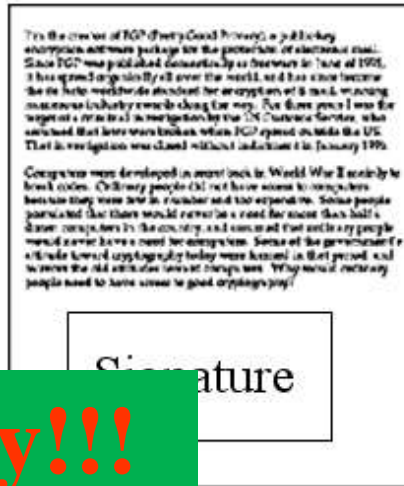 I'm the creator of PGP (Pretty Good Privacy), a public-key
encryption software package for the protection of electronic mail.
Since PGP was published domestically as freeware in June of 1991,
it has spread organically all over the world, and has since become
the de facto worldwide standard for encryption of E-mail, winning
numerous industry awards along the way. For three years I was the
target of a criminal investigation by the US Customs Service, who
assumed that laws were broken when PGP spread outside the US.
That investigation was closed without indictment in January 1996.
Computers were developed in secret back in World War II mainly to
break codes. Ordinary people did not have access to computers,
because they were few in number and too expensive. Some people
postulated that there would never be a need for more than half a
dozen computers in the country, and assumed that ordinary people
would never have a need for computers. Some of the government's
attitude toward cryptography today were formed in that period, and
the old attitudes toward computers. Why would ordinary
people need to have access to good cryptography?
Signature
y!!!